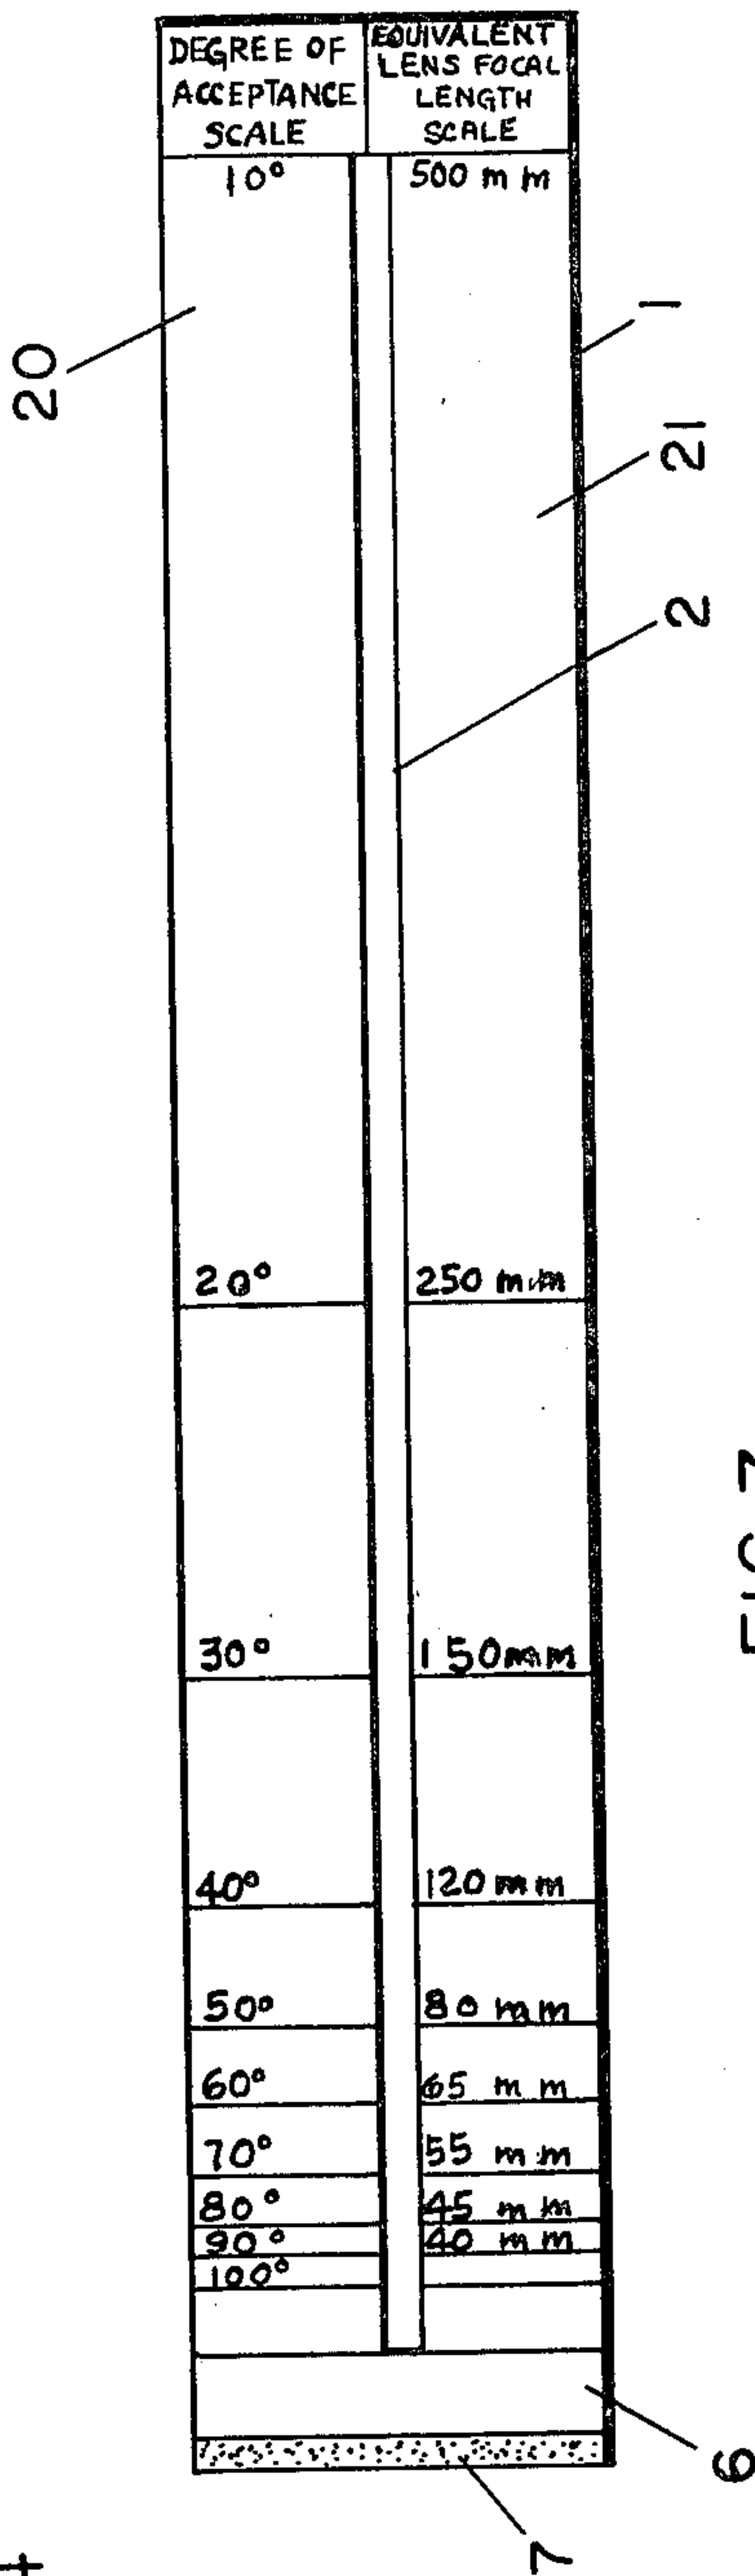 DEGREE OF
ACCEPTANCE
SCALE
EQUIVALENT
LENS FOCAL
LENGTH
SCALE
10° 500 mm
20
1
21
2
20° 250 mm
30° 150 mm
40° 120 mm
50° 80 mm
60° 65 mm
70° 55 mm
80° 45 mm
90° 40 mm
100°
6
7